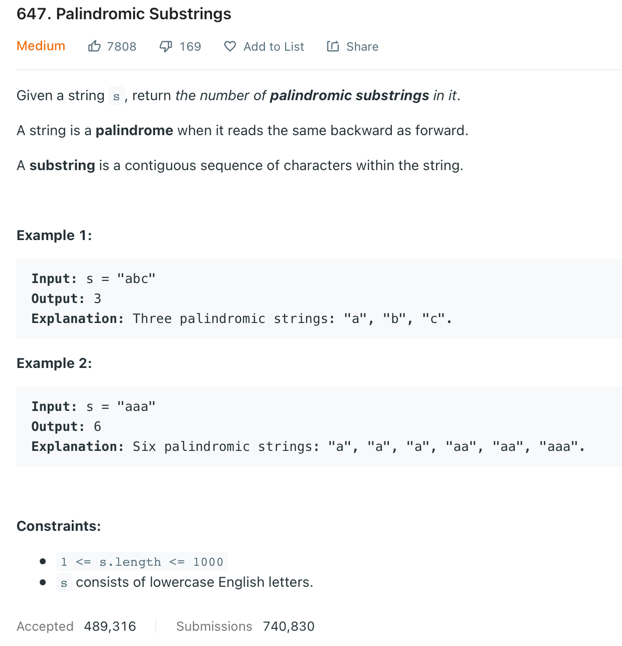 647. Palindromic Substrings
Medium 7808 169 Add to List Share
Given a string s, return the number of palindromic substrings in it.
A string is a palindrome when it reads the same backward as forward.
A substring is a contiguous sequence of characters within the string.
Example 1:
Input: s = "abc"
Output: 3
Explanation: Three palindromic strings: "a", "b", "c".
Example 2:
Input: s = "aaa"
Output: 6
Explanation: Six palindromic strings: "a", "a", "a", "aa", "aa", "aaa".
Constraints:
1 <= s.length <= 1000
s consists of lowercase English letters.
Accepted 489,316 Submissions 740,830